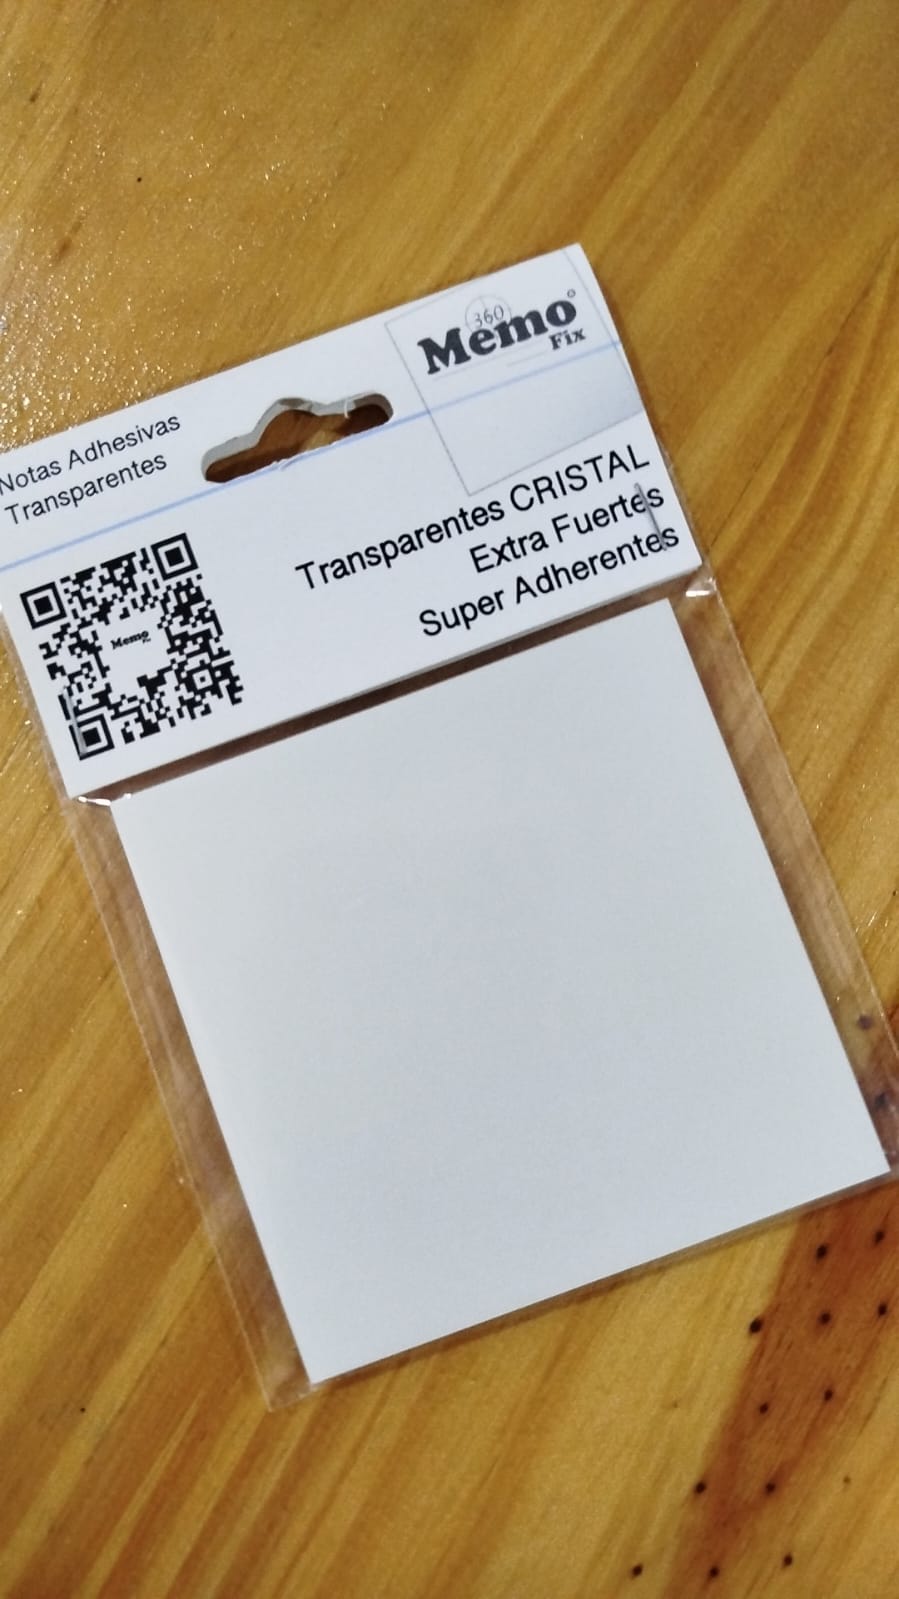 360
Memo®
Fix
Notas Adhesivas
Transparentes
Transparentes CRISTAL
Extra Fuertes
Super Adherentes
Memo